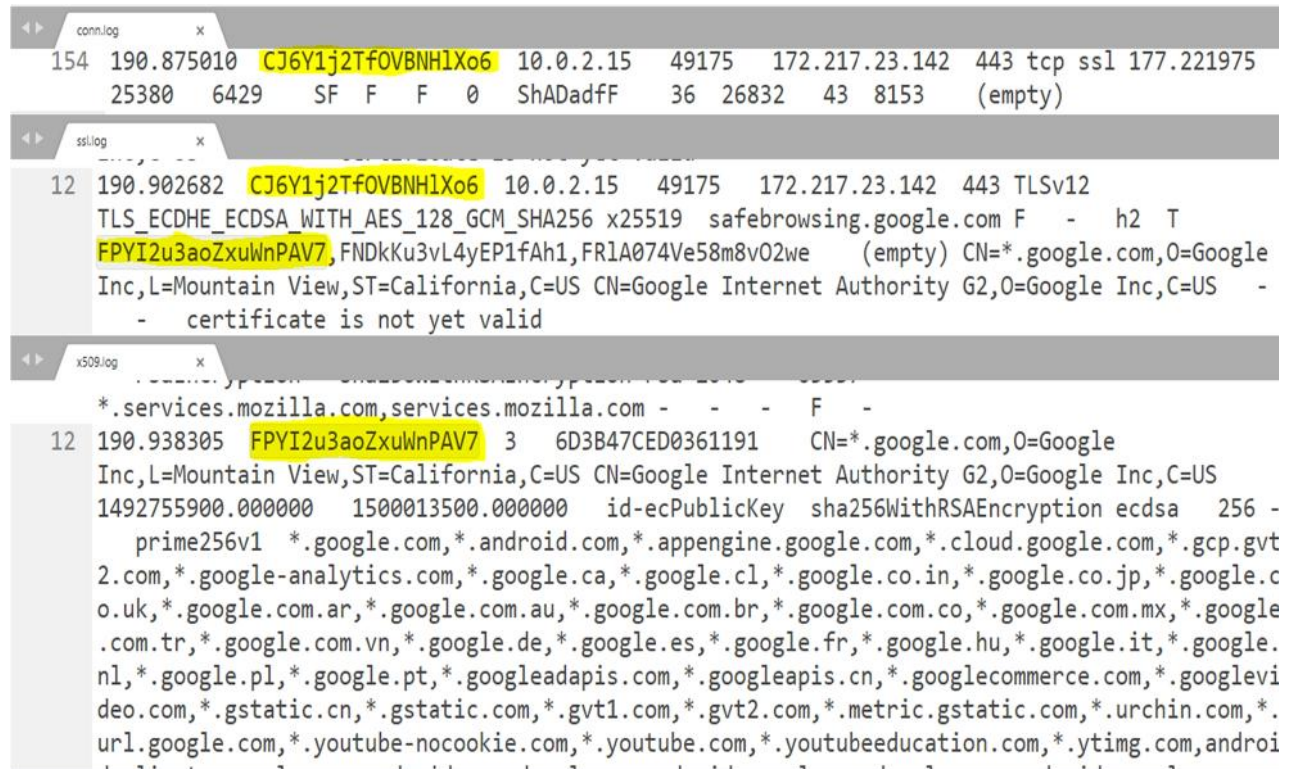 conn.log x
154 190.875010 CJ6Y1j2TfOVBNHlXo6 10.0.2.15 49175 172.217.23.142 443 tcp ssl 177.221975
25380 6429 SF F F 0 ShADadfF 36 26832 43 8153 (empty)
ssl.log x
12 190.902682 CJ6Y1j2TfOVBNHlXo6 10.0.2.15 49175 172.217.23.142 443 TLSv12
TLS_ECDHE_ECDSA_WITH_AES_128_GCM_SHA256 x25519 safebrowsing.google.com F - h2 T
FPYI2u3aoZxuWnPAV7,FNDkKu3vL4yEP1fAh1,FRlA074Ve58m8vO2we (empty) CN=*.google.com,O=Google
Inc,L=Mountain View,ST=California,C=US CN=Google Internet Authority G2,O=Google Inc,C=US -
- certificate is not yet valid
x509.log x
*.services.mozilla.com,services.mozilla.com - - - F -
12 190.938305 FPYI2u3aoZxuWnPAV7 3 6D3B47CED0361191 CN=*.google.com,O=Google
Inc,L=Mountain View,ST=California,C=US CN=Google Internet Authority G2,O=Google Inc,C=US
1492755900.000000 1500013500.000000 id-ecPublicKey sha256WithRSAEncryption ecdsa 256 -
prime256v1 *.google.com,*.android.com,*.appengine.google.com,*.cloud.google.com,*.gcp.gvt
2.com,*.google-analytics.com,*.google.ca,*.google.cl,*.google.co.in,*.google.co.jp,*.google.c
o.uk,*.google.com.ar,*.google.com.au,*.google.com.br,*.google.com.co,*.google.com.mx,*.google
.com.tr,*.google.com.vn,*.google.de,*.google.es,*.google.fr,*.google.hu,*.google.it,*.google.
nl,*.google.pl,*.google.pt,*.googleadapis.com,*.googleapis.cn,*.googlecommerce.com,*.googlevi
deo.com,*.gstatic.cn,*.gstatic.com,*.gvt1.com,*.gvt2.com,*.metric.gstatic.com,*.urchin.com,*.
url.google.com,*.youtube-nocookie.com,*.youtube.com,*.youtubeeducation.com,*.ytimg.com,androi